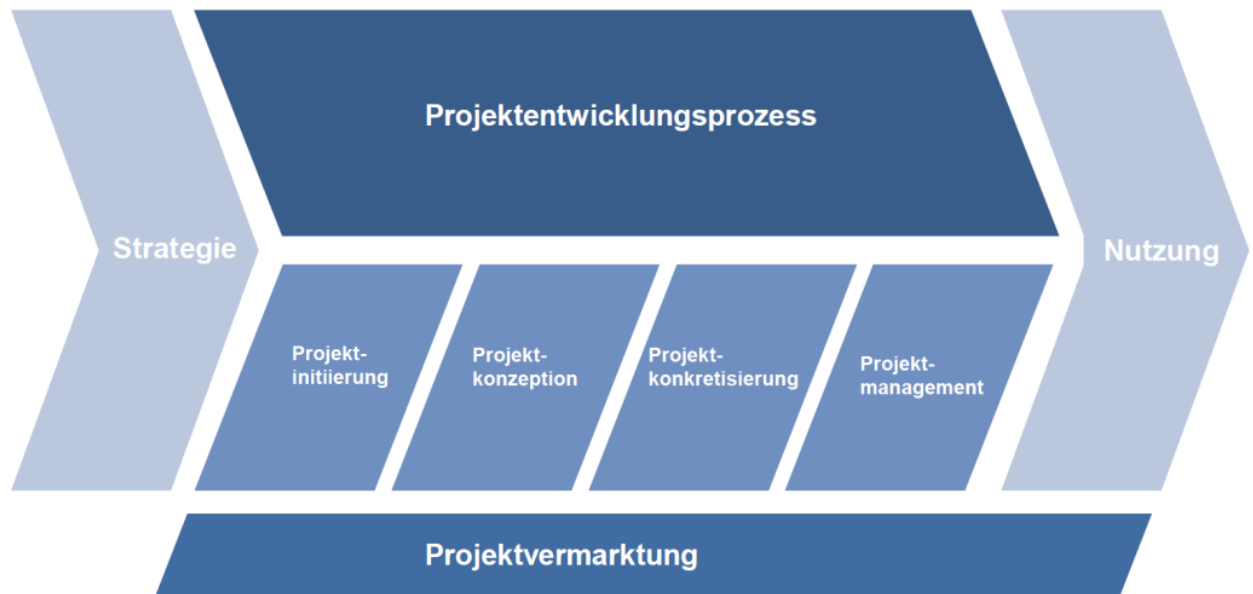 Projektentwicklungsprozess
Strategie
Nutzung
Projekt-
initiierung
Projekt-
konzeption
Projekt-
konkretisierung
Projekt-
management
Projektvermarktung